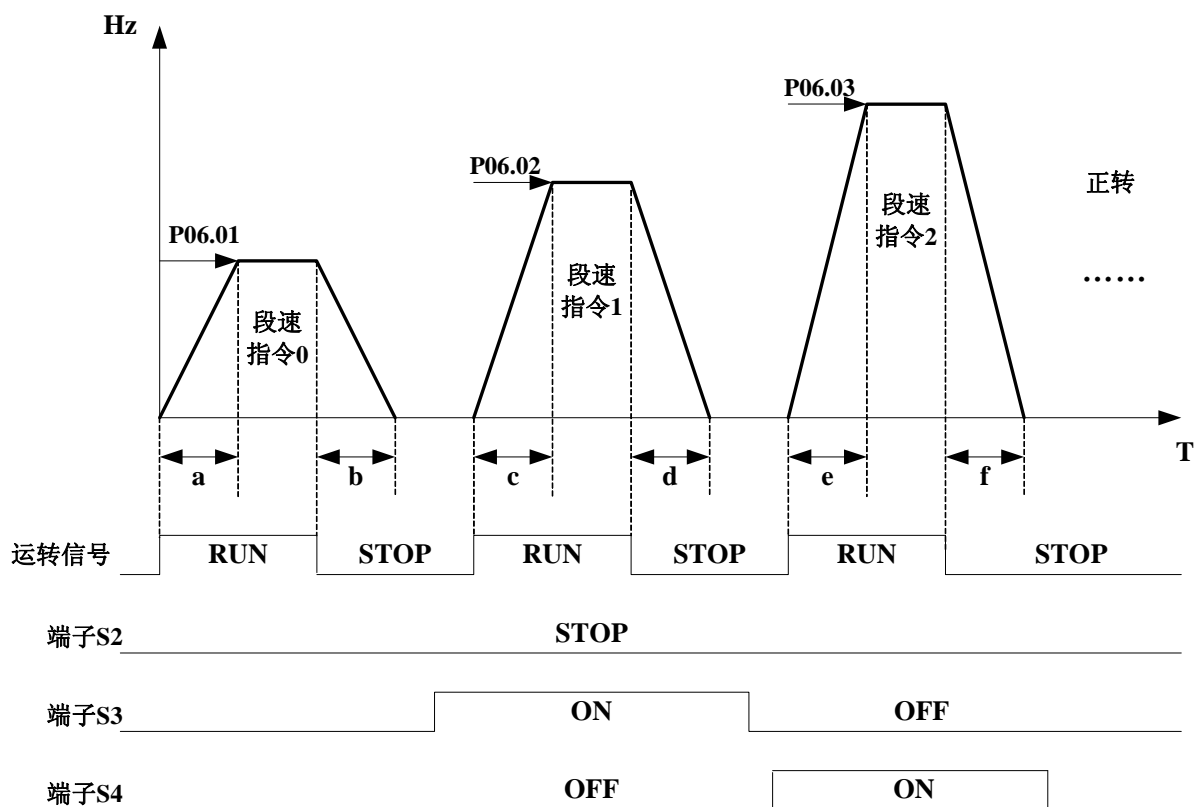 Hz
P06.03
P06.02
正转
段速
指令2
P06.01
段速
指令1
……
段速
指令0
T
a
b
c
d
e
f
运转信号
RUN
STOP
RUN
STOP
RUN
STOP
端子S2
STOP
端子S3
ON
OFF
端子S4
OFF
ON